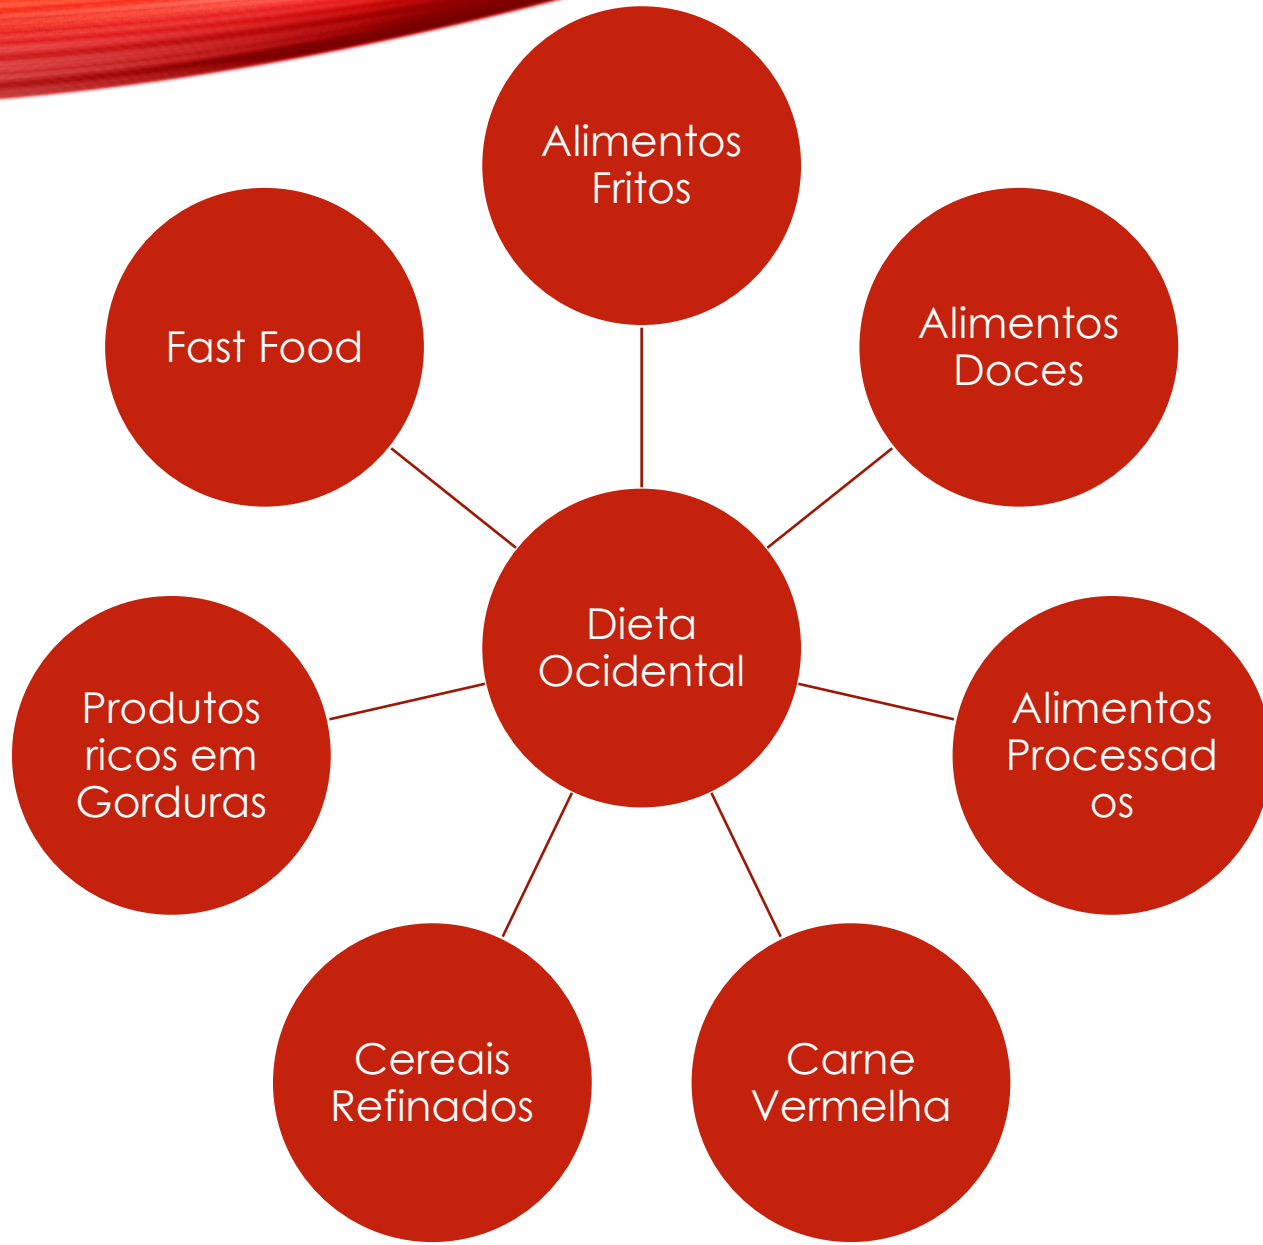 Alimentos
Fritos
Alimentos
Doces
Alimentos
Processad
os
Carne
Vermelha
Cereais
Refinados
Produtos
ricos em
Gorduras
Fast Food
Dieta
Ocidental